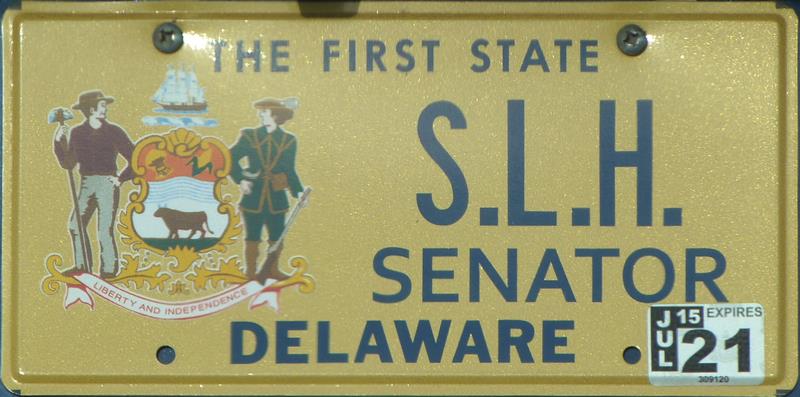 THE FIRST STATE
S.L.H.
SENATOR
LIBERTY AND INDEPENDENCE
DELAWARE
JUL 15 EXPIRES
21
309120